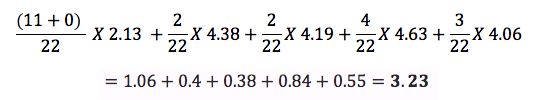 (11 + 0)/22 X 2.13 + 2/22 X 4.38 + 2/22 X 4.19 + 4/22 X 4.63 + 3/22 X 4.06
= 1.06 + 0.4 + 0.38 + 0.84 + 0.55 = 3.23